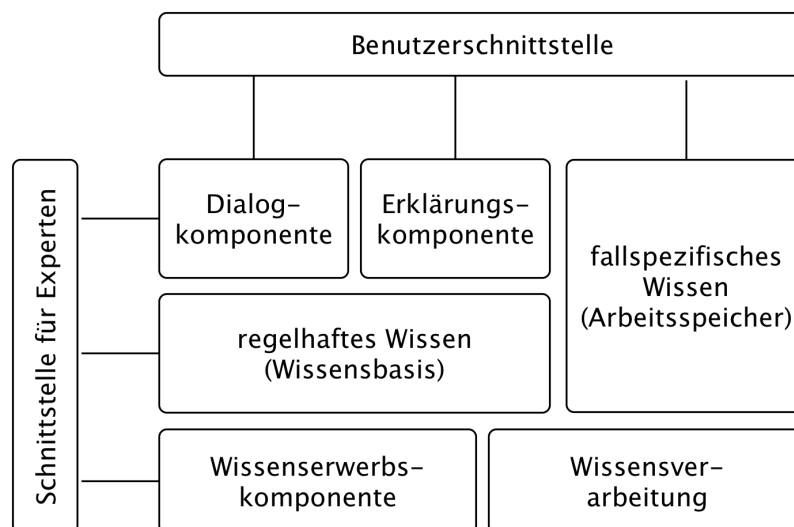 Benutzerschnittstelle
Schnittstelle für Experten
Dialog-
komponente
Erklärungs-
komponente
fallspezifisches
Wissen
(Arbeitsspeicher)
regelhaftes Wissen
(Wissensbasis)
Wissenserwerbs-
komponente
Wissensver-
arbeitung